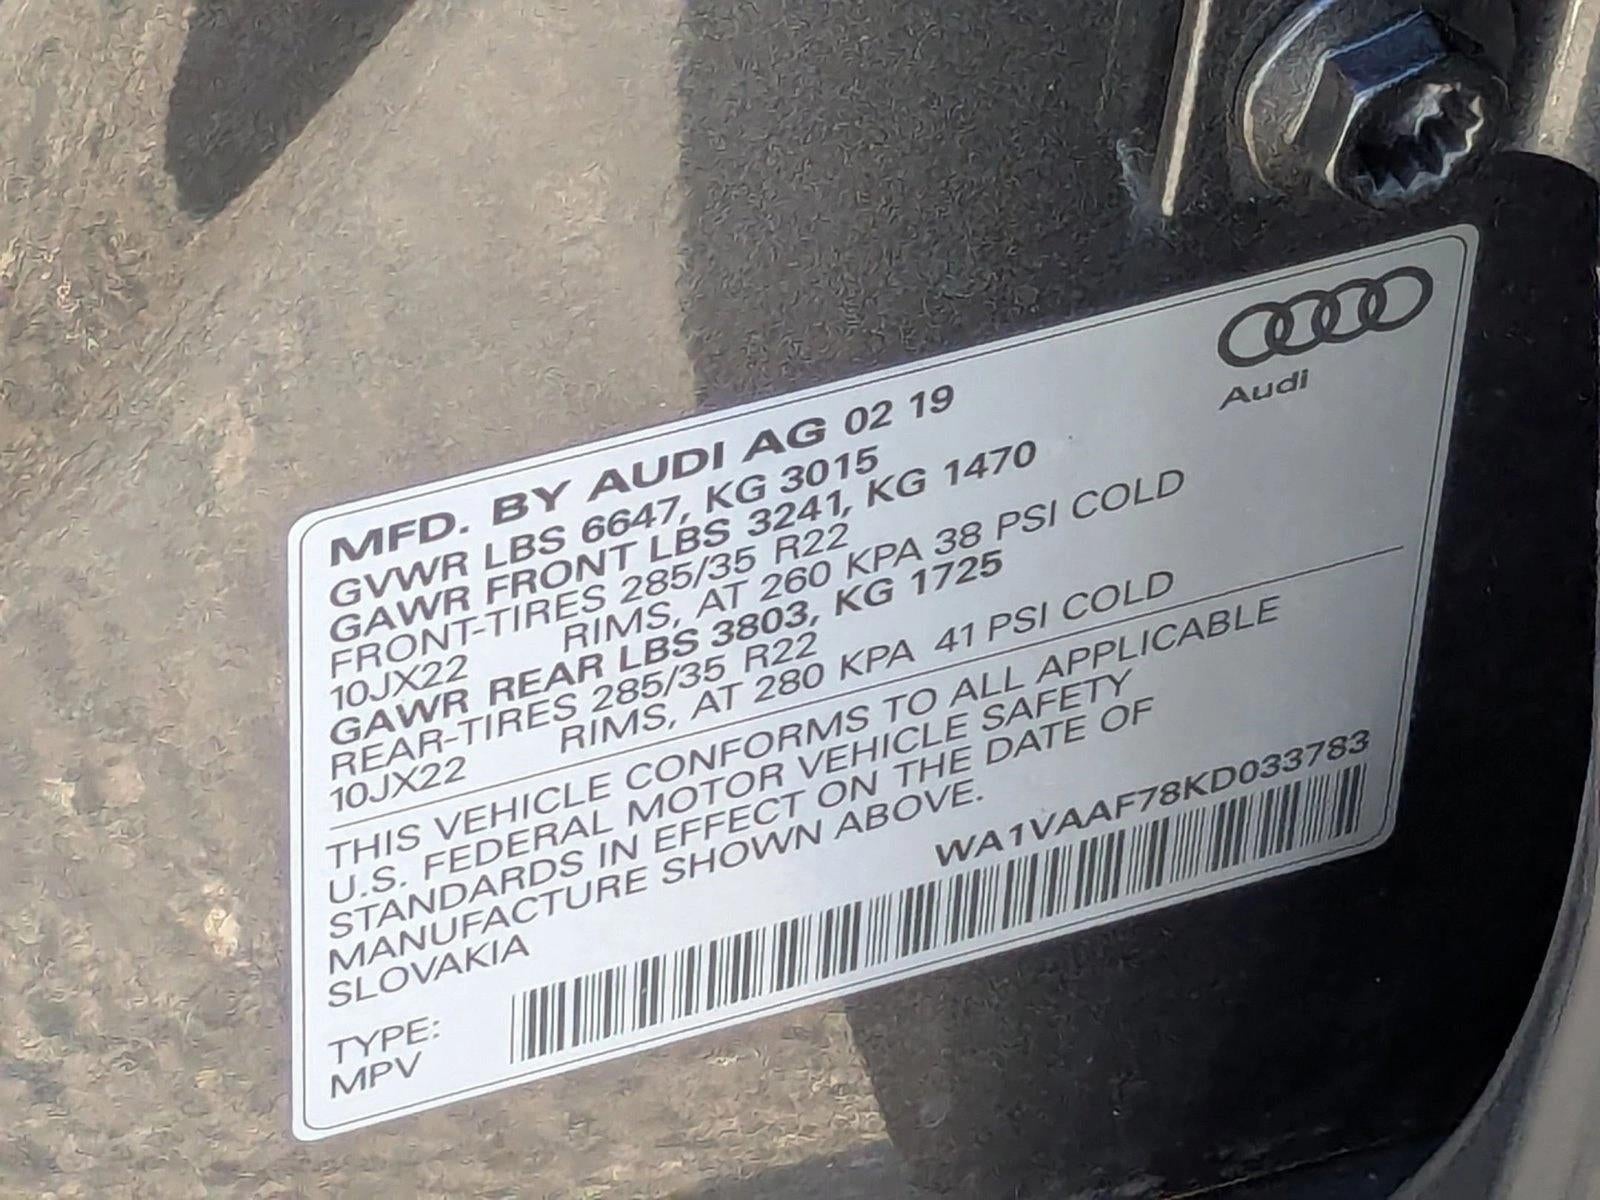 Audi
MFD. BY AUDI AG 02 19
GVWR LBS 6647, KG 3015
GAWR FRONT LBS 3241, KG 1470
FRONT-TIRES 285/35 R22
10JX22 RIMS, AT 260 KPA 38 PSI COLD
GAWR REAR LBS 3803, KG 1725
REAR-TIRES 285/35 R22
10JX22 RIMS, AT 280 KPA 41 PSI COLD
THIS VEHICLE CONFORMS TO ALL APPLICABLE
U.S. FEDERAL MOTOR VEHICLE SAFETY
STANDARDS IN EFFECT ON THE DATE OF
MANUFACTURE SHOWN ABOVE.
SLOVAKIA
WA1VAAF78KD033783
TYPE:
MPV